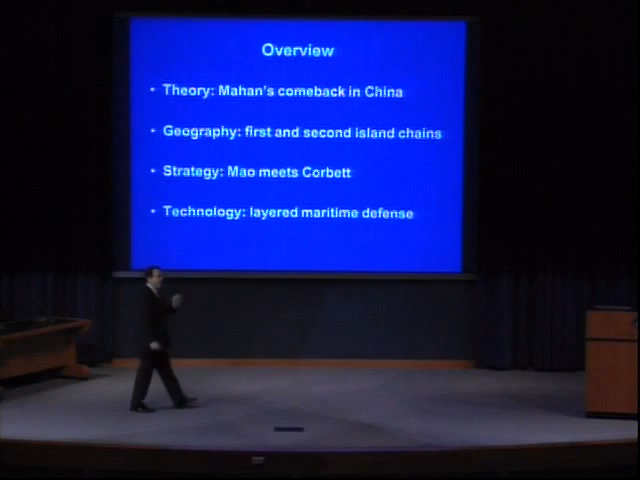 Overview
• Theory: Mahan's comeback in China
• Geography: first and second island chains
• Strategy: Mao meets Corbett
• Technology: layered maritime defense